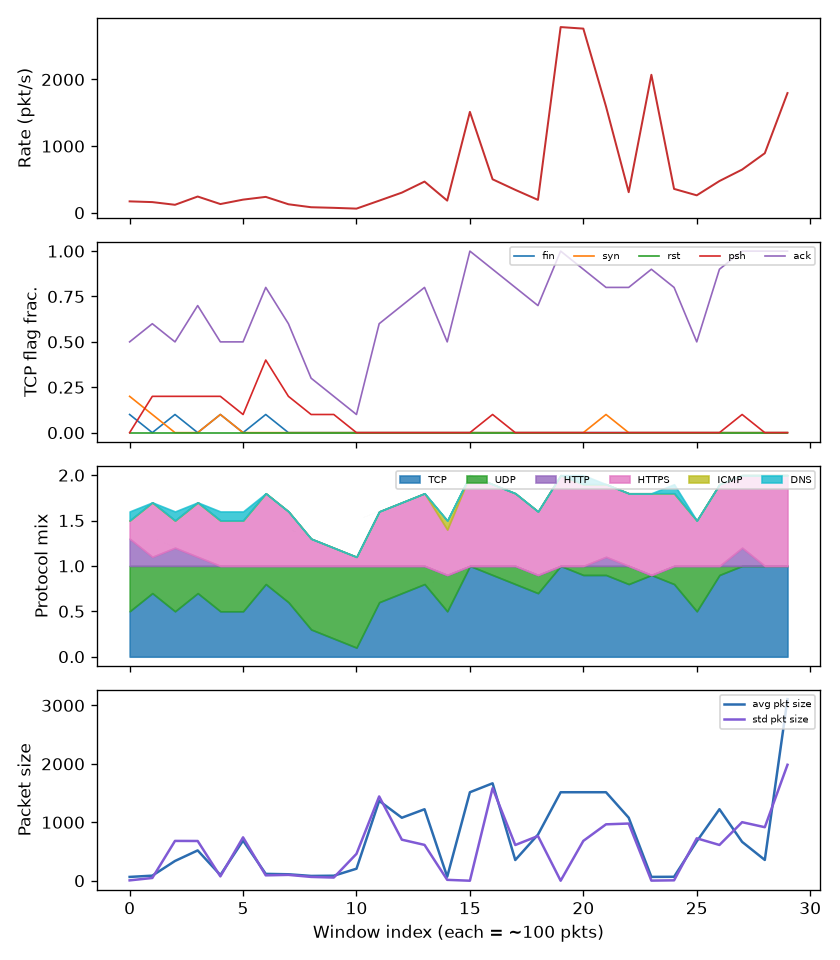 Rate (pkt/s)
2000
1000
0
TCP flag frac.
1.00
0.75
0.50
0.25
0.00
fin syn rst psh ack
Protocol mix
2.0
1.5
1.0
0.5
0.0
TCP UDP HTTP HTTPS ICMP DNS
Packet size
3000
2000
1000
0
avg pkt size
std pkt size
0 5 10 15 20 25 30
Window index (each = ~100 pkts)